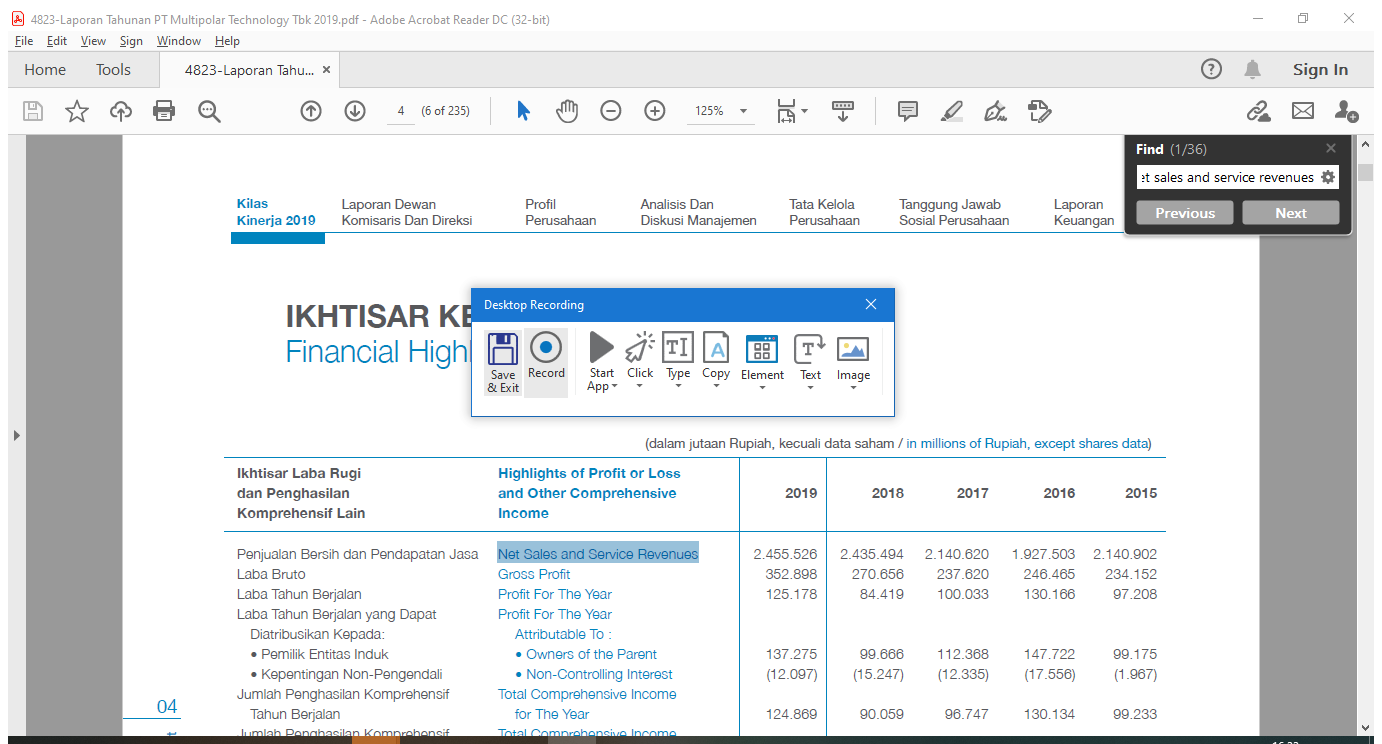 4823-Laporan Tahunan PT Multipolar Technology Tbk 2019.pdf - Adobe Acrobat Reader DC (32-bit)
File Edit View Sign Window Help
Home Tools 4823-Laporan Tahu... × Sign In
4 (6 of 235) 125%
Find (1/36)
et sales and service revenues
Previous Next
Kilas Kinerja 2019
Laporan Dewan Komisaris Dan Direksi
Profil Perusahaan
Analisis Dan Diskusi Manajemen
Tata Kelola Perusahaan
Tanggung Jawab Sosial Perusahaan
Laporan Keuangan
IKHTISAR KE
Financial Highl
Desktop Recording
Save & Exit
Record
Start App
Click
Type
Copy
Element
Text
Image
(dalam jutaan Rupiah, kecuali data saham / in millions of Rupiah, except shares data)
Ikhtisar Laba Rugi dan Penghasilan Komprehensif Lain
Highlights of Profit or Loss and Other Comprehensive Income
2019 2018 2017 2016 2015
Penjualan Bersih dan Pendapatan Jasa Net Sales and Service Revenues 2.455.526 2.435.494 2.140.620 1.927.503 2.140.902
Laba Bruto Gross Profit 352.898 270.656 237.620 246.465 234.152
Laba Tahun Berjalan Profit For The Year 125.178 84.419 100.033 130.166 97.208
Laba Tahun Berjalan yang Dapat Profit For The Year
Diatribusikan Kepada: Attributable To :
• Pemilik Entitas Induk • Owners of the Parent 137.275 99.666 112.368 147.722 99.175
• Kepentingan Non-Pengendali • Non-Controlling Interest (12.097) (15.247) (12.335) (17.556) (1.967)
Jumlah Penghasilan Komprehensif Total Comprehensive Income
Tahun Berjalan for The Year 124.869 90.059 96.747 130.134 99.233
Jumlah Penghasilan Komprehensif Total Comprehensive Income
04